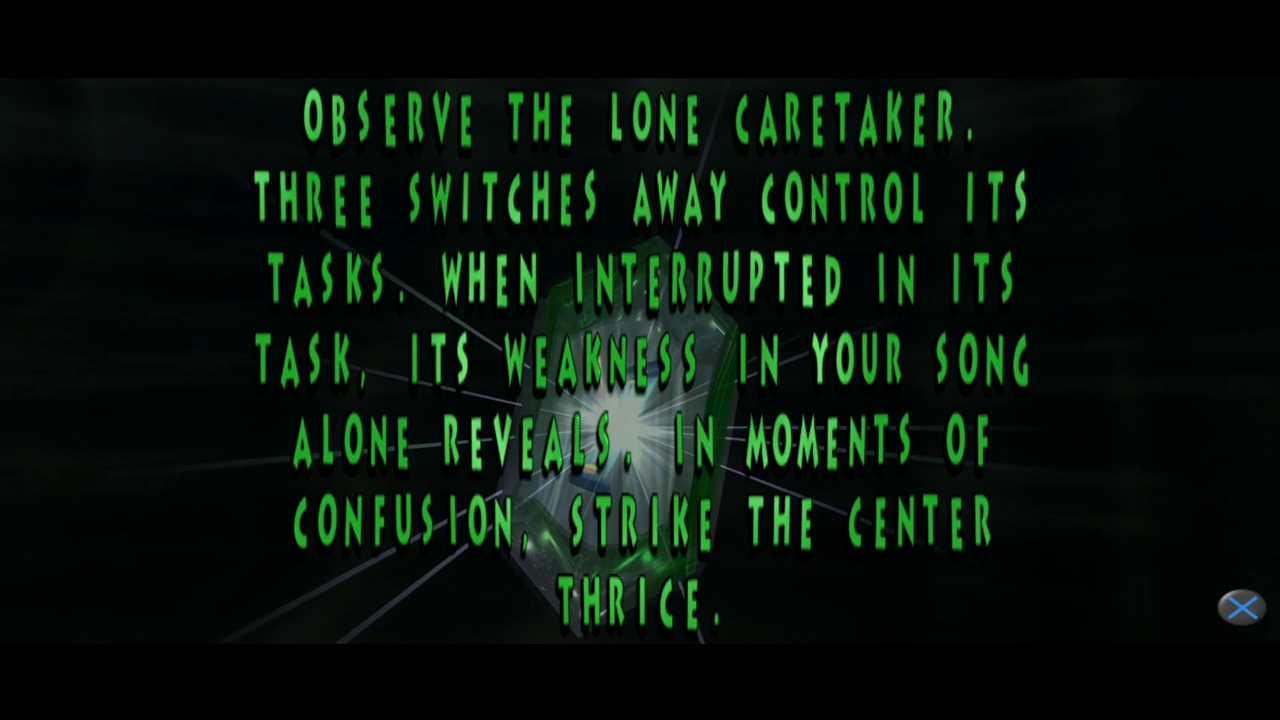 OBSERVE THE LONE CARETAKER.
THREE SWITCHES AWAY CONTROL ITS
TASKS. WHEN INTERRUPTED IN ITS
TASK, ITS WEAKNESS IN YOUR SONG
ALONE REVEALS. IN MOMENTS OF
CONFUSION, STRIKE THE CENTER
THRICE.